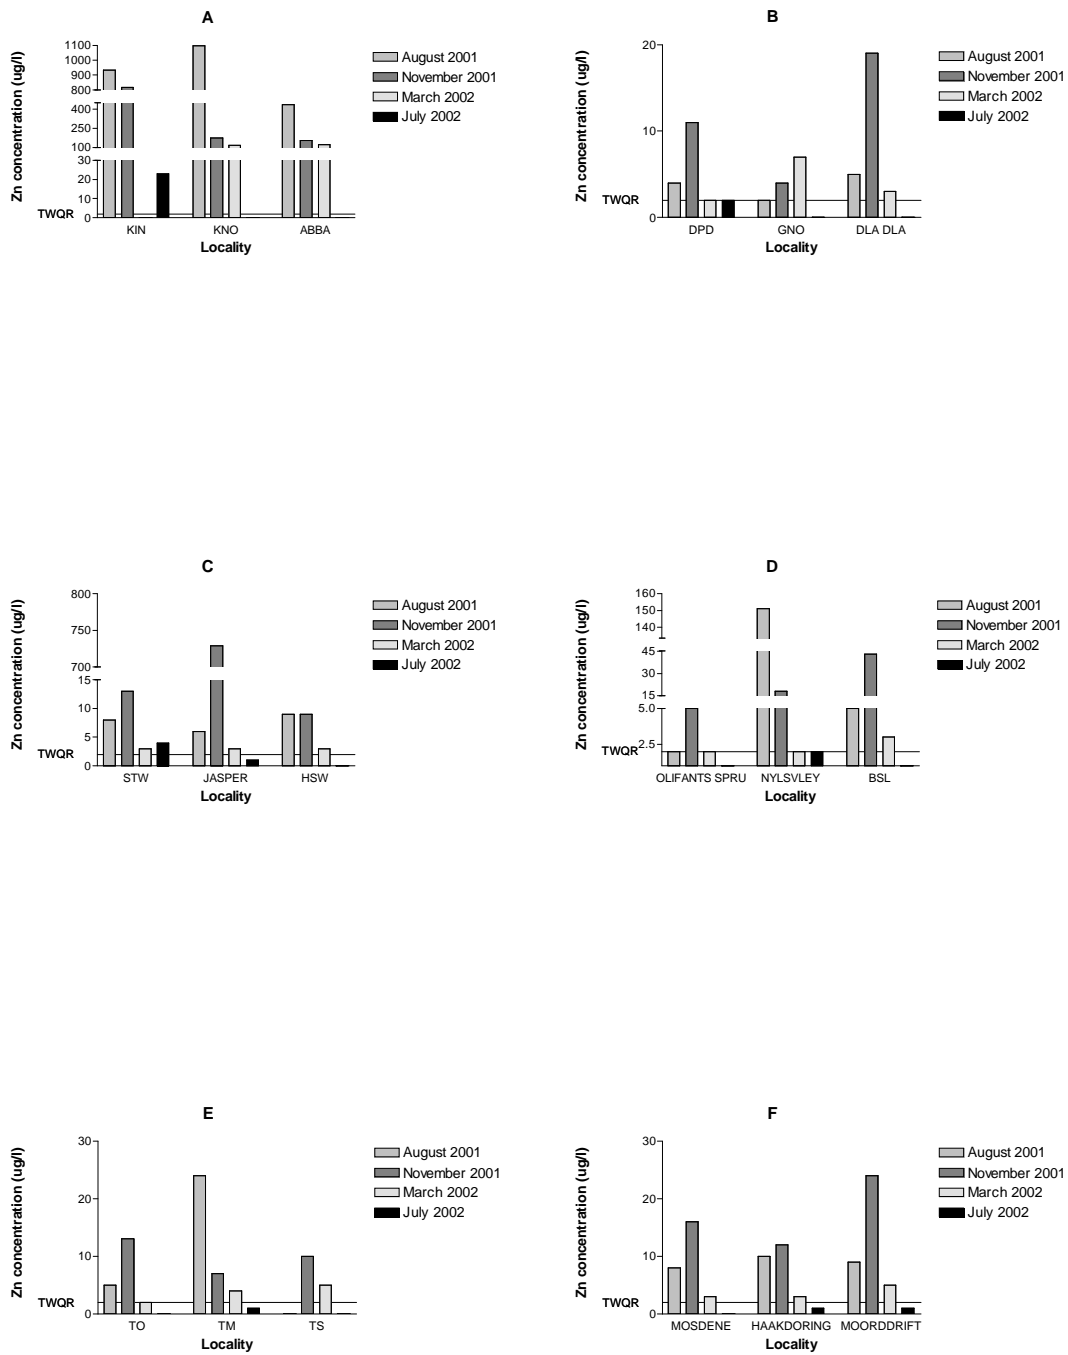 A
Zn concentration (ug/l)
1100
1000
900
800
400
250
100
30
20
10
0
TWQR
KIN
KNO
ABBA
Locality
August 2001
November 2001
March 2002
July 2002
B
Zn concentration (ug/l)
20
10
0
TWQR
DPD
GNO
DLA DLA
Locality
August 2001
November 2001
March 2002
July 2002
C
Zn concentration (ug/l)
800
750
700
15
10
5
0
TWQR
STW
JASPER
HSW
Locality
August 2001
November 2001
March 2002
July 2002
D
Zn concentration (ug/l)
160
150
140
45
30
15
5.0
2.5
0
TWQR
OLIFANTS SPRU
NYLSVLEY
BSL
Locality
August 2001
November 2001
March 2002
July 2002
E
Zn concentration (ug/l)
30
20
10
0
TWQR
TO
TM
TS
Locality
August 2001
November 2001
March 2002
July 2002
F
Zn concentration (ug/l)
30
20
10
0
TWQR
MOSDENE
HAAKDORING
MOORDDRIFT
Locality
August 2001
November 2001
March 2002
July 2002